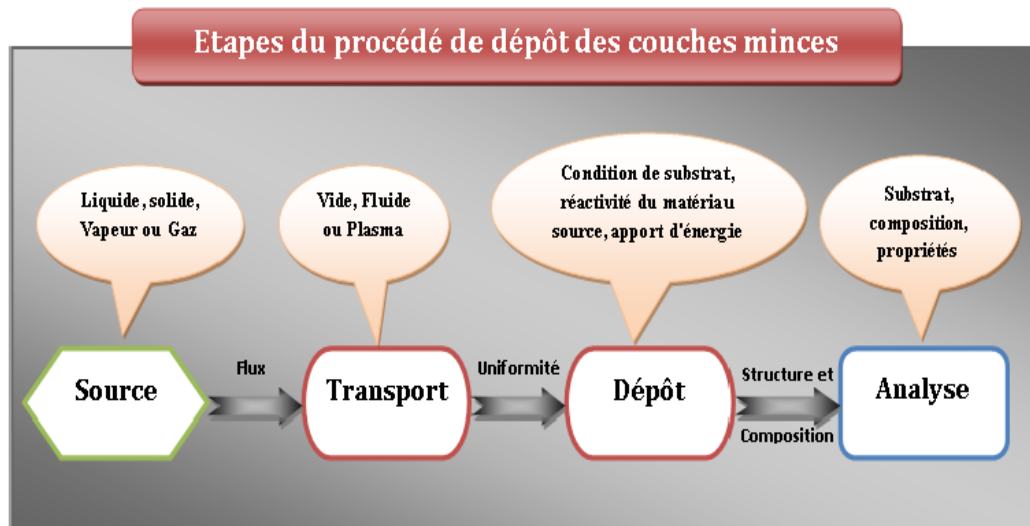 Etapes du procédé de dépôt des couches minces
Liquide, solide,
Vapeur ou Gaz
Vide, Fluide
ou Plasma
Condition de substrat,
réactivité du matériau
source, apport d'énergie
Substrat,
composition,
propriétés
Source
Flux
Transport
Uniformité
Dépôt
Structure et
Composition
Analyse